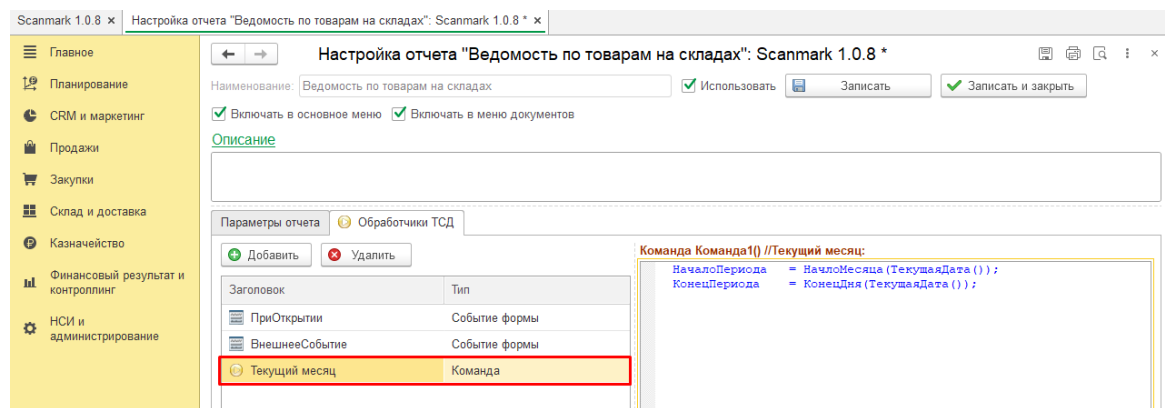 Scanmark 1.0.8 × Настройка отчета "Ведомость по товарам на складах": Scanmark 1.0.8 * ×
Главное
Планирование
CRM и маркетинг
Продажи
Закупки
Склад и доставка
Казначейство
Финансовый результат и
контроллинг
НСИ и
администрирование
Настройка отчета "Ведомость по товарам на складах": Scanmark 1.0.8 *
Наименование: Ведомость по товарам на складах
Использовать
Записать
Записать и закрыть
Включать в основное меню
Включать в меню документов
Описание
Параметры отчета
Обработчики ТСД
Добавить
Удалить
Заголовок Тип
ПриОткрытии Событие формы
ВнешнееСобытие Событие формы
Текущий месяц Команда
Команда Команда1() //Текущий месяц:
НачалоПериода = НачлоМесяца(ТекущаяДата());
КонецПериода = КонецДня(ТекущаяДата());